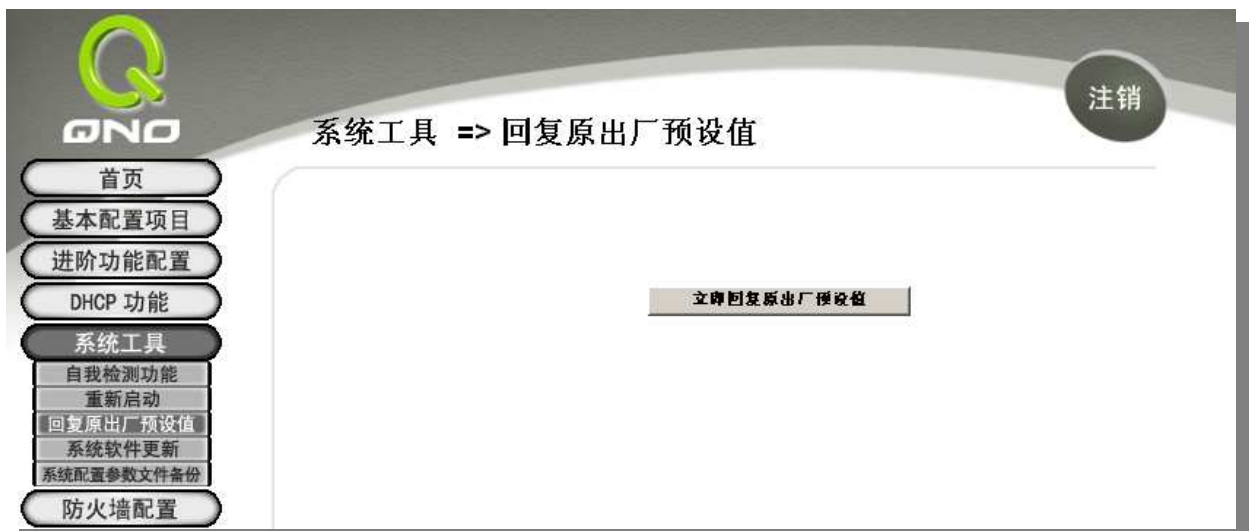 QNO
注销
系统工具 => 回复原出厂预设值
首页
基本配置项目
进阶功能配置
DHCP 功能
系统工具
自我检测功能
重新启动
回复原出厂预设值
系统软件更新
系统配置参数文件备份
防火墙配置
立即回复原出厂预设值